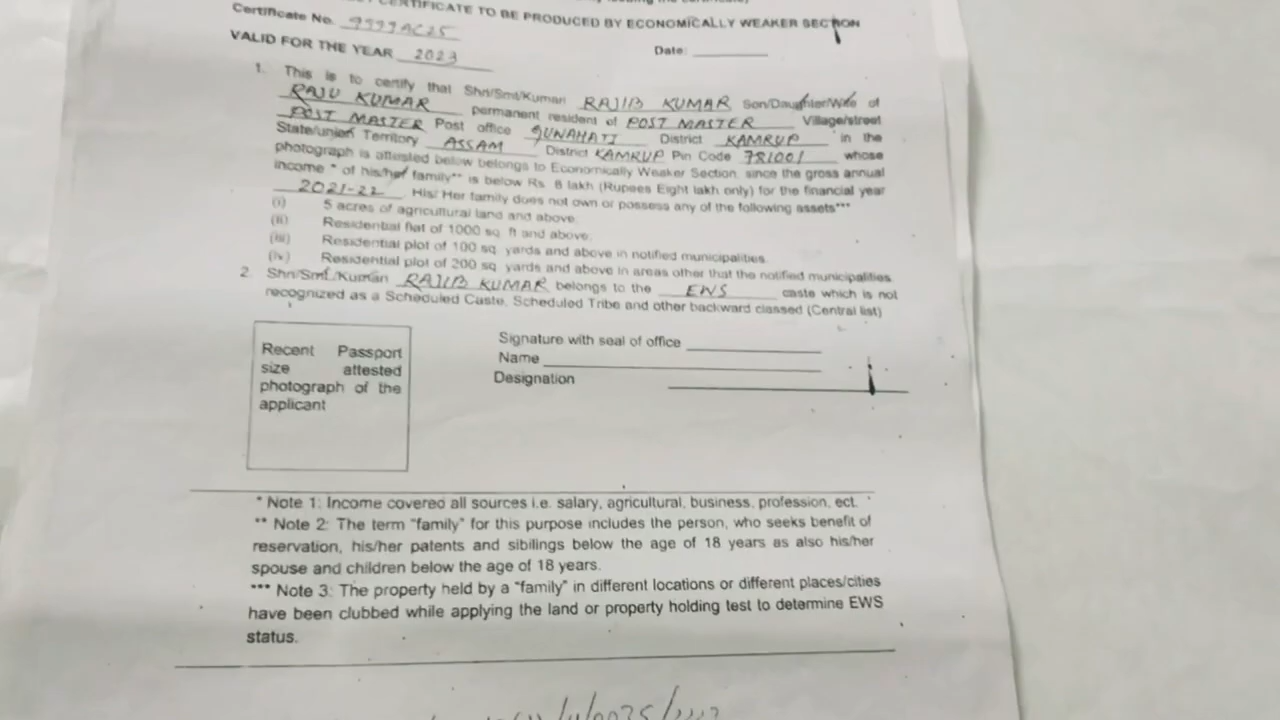 CERTIFICATE TO BE PRODUCED BY ECONOMICALLY WEAKER SECTION
Certificate No. 9999AC25
VALID FOR THE YEAR 2023 Date:
1. This is to certify that Shri/Smt/Kuman RAJIB KUMAR Son/Daughter/Wife of
RAJU KUMAR permanent resident of POST MASTER Village/street
POST MASTER Post office GUNAHATI District KAMRUP in the
State/union Territory ASSAM District KAMRUP Pin Code 781001 whose
photograph is attested below belongs to Economically Weaker Section, since the gross annual
income * of his/her family** is below Rs. 8 lakh (Rupees Eight lakh only) for the financial year
2021-22 His/ Her family does not own or possess any of the following assets***
(i) 5 acres of agricultural land and above.
(ii) Residential flat of 1000 sq. ft and above.
(iii) Residential plot of 100 sq. yards and above in notified municipalities.
(iv) Residential plot of 200 sq. yards and above in areas other that the notified municipalities.
2. Shri/Smt./Kuman RAJIB KUMAR belongs to the EWS caste which is not
recognized as a Scheduled Caste, Scheduled Tribe and other backward classed (Central list)
Signature with seal of office
Name
Designation
Recent Passport
size attested
photograph of the
applicant
* Note 1: Income covered all sources i.e. salary, agricultural, business, profession, ect.
** Note 2: The term "family" for this purpose includes the person, who seeks benefit of
reservation, his/her patents and sibilings below the age of 18 years as also his/her
spouse and children below the age of 18 years.
*** Note 3: The property held by a "family" in different locations or different places/cities
have been clubbed while applying the land or property holding test to determine EWS
status.